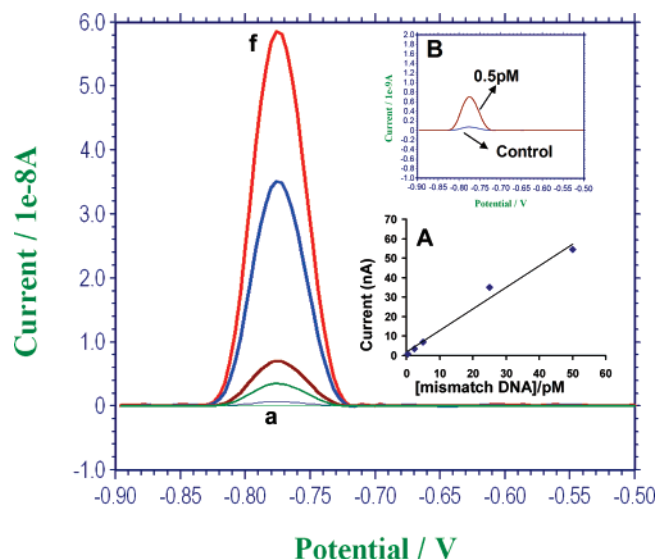 Current / 1e-8A
6.0
5.0
4.0
3.0
2.0
1.0
0
-1.0
-0.90 -0.85 -0.80 -0.75 -0.70 -0.65 -0.60 -0.55 -0.50
Potential / V
f
a
B
Current / 1e-9A
2.0
1.8
1.6
1.4
1.2
1.0
0.8
0.6
0.4
0.2
0
-0.2
-0.4
-0.6
-0.8
-1.0
0.5pM
Control
-0.90 -0.85 -0.80 -0.75 -0.70 -0.65 -0.60 -0.55 -0.50
Potential / V
A
Current (nA)
70
60
50
40
30
20
10
0
0 10 20 30 40 50 60
[mismatch DNA]/pM